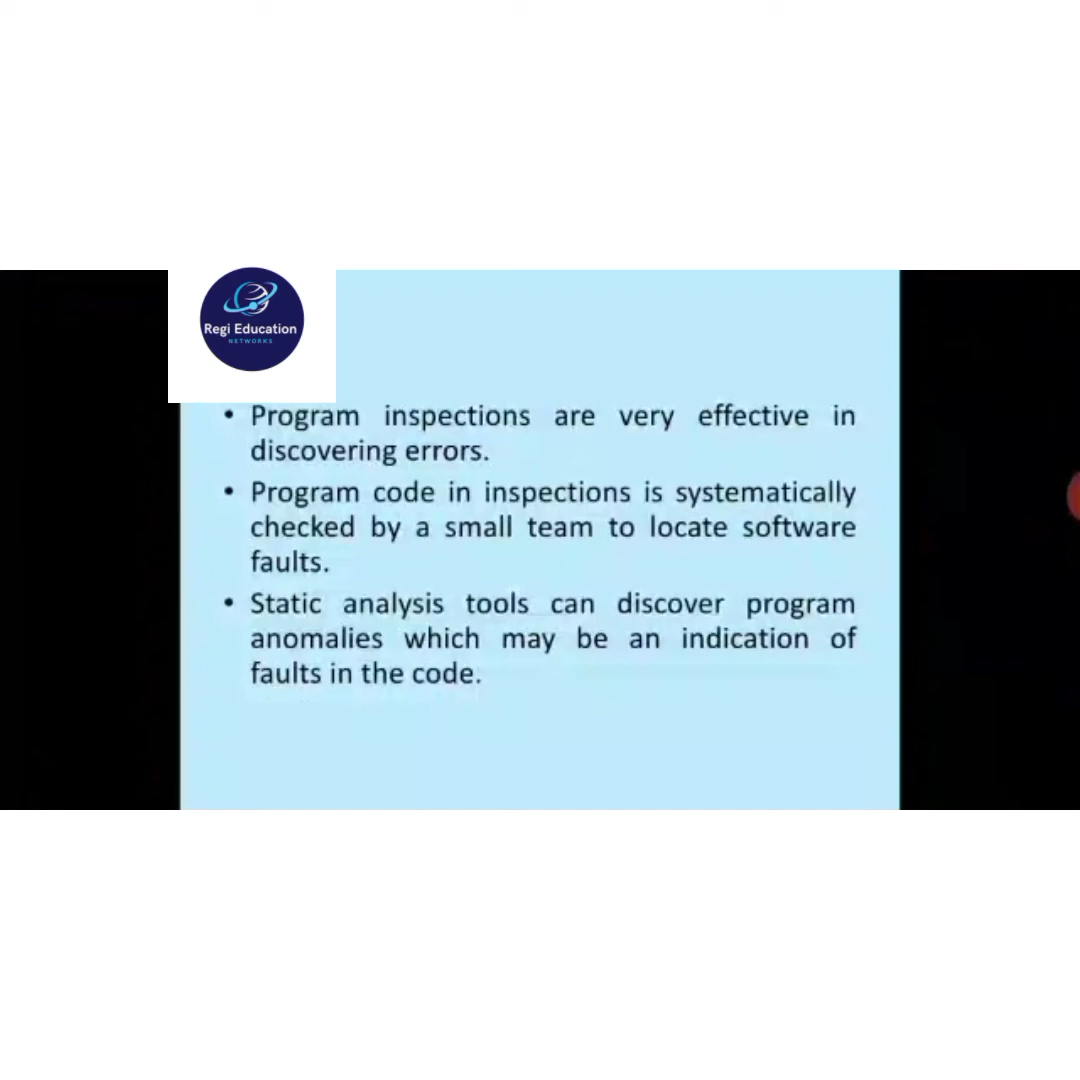 Regi Education
NETWORKS
• Program inspections are very effective in
discovering errors.
• Program code in inspections is systematically
checked by a small team to locate software
faults.
• Static analysis tools can discover program
anomalies which may be an indication of
faults in the code.